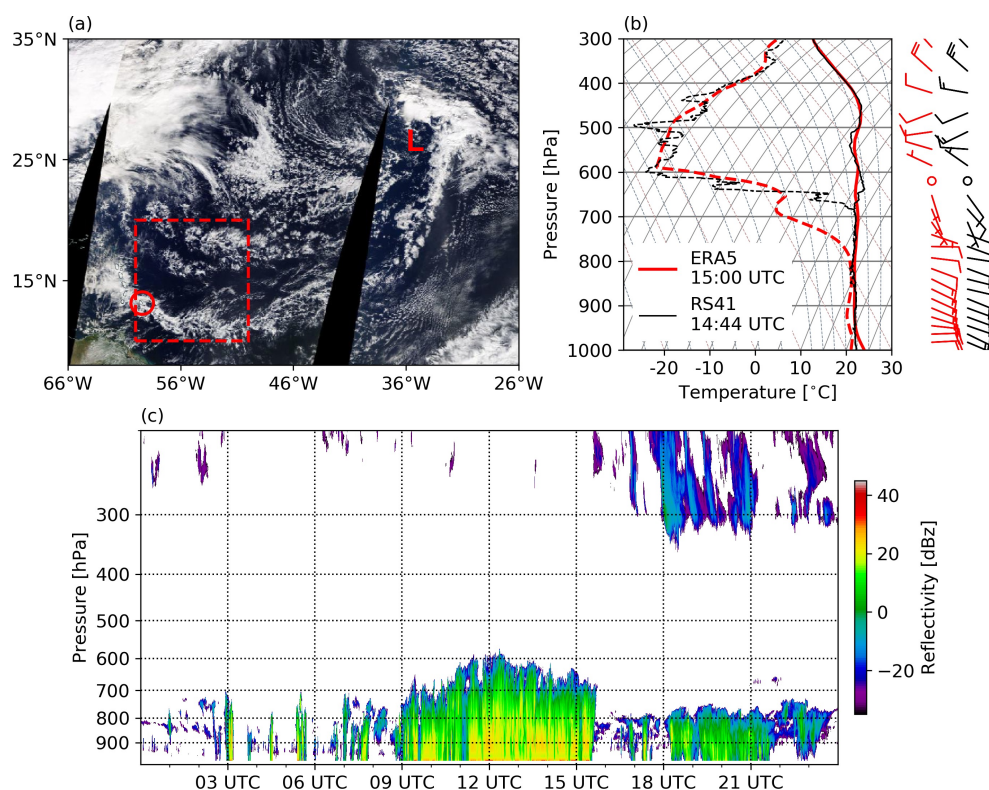 (a)
35°N
25°N
15°N
66°W 56°W 46°W 36°W 26°W
L
(b)
Pressure [hPa]
300
400
500
600
700
800
900
1000
ERA5
15:00 UTC
RS41
14:44 UTC
-20 -10 0 10 20 30
Temperature [°C]
(c)
Pressure [hPa]
300
400
500
600
700
800
900
03 UTC 06 UTC 09 UTC 12 UTC 15 UTC 18 UTC 21 UTC
40
20
0
−20
Reflectivity [dBz]